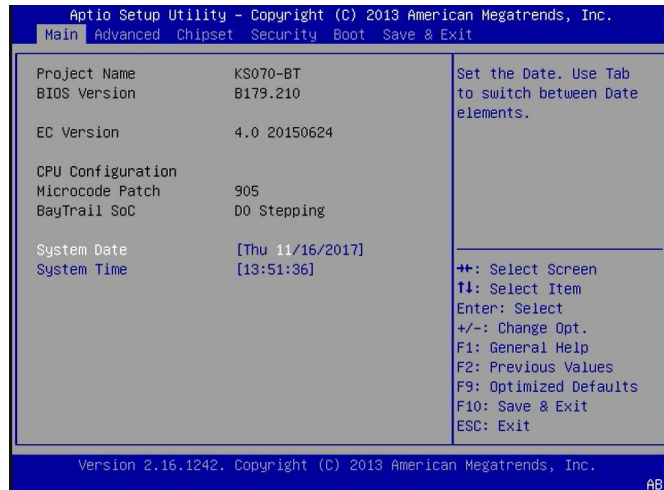 Aptio Setup Utility – Copyright (C) 2013 American Megatrends, Inc.
Main Advanced Chipset Security Boot Save & Exit
Project Name KS070-BT
BIOS Version B179.210
EC Version 4.0 20150624
CPU Configuration
Microcode Patch 905
BayTrail SoC D0 Stepping
System Date [Thu 11/16/2017]
System Time [13:51:36]
Set the Date. Use Tab
to switch between Date
elements.
→←: Select Screen
↑↓: Select Item
Enter: Select
+/-: Change Opt.
F1: General Help
F2: Previous Values
F9: Optimized Defaults
F10: Save & Exit
ESC: Exit
Version 2.16.1242. Copyright (C) 2013 American Megatrends, Inc.
AB